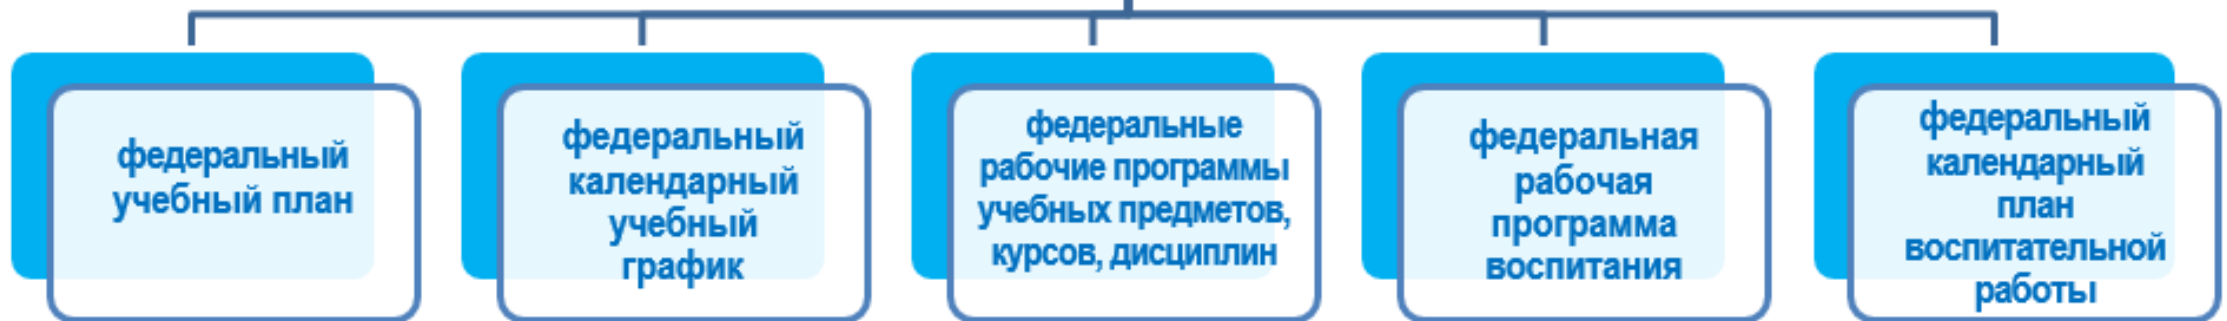 федеральный
учебный план
федеральный
календарный
учебный
график
федеральные
рабочие программы
учебных предметов,
курсов, дисциплин
федеральная
рабочая
программа
воспитания
федеральный
календарный
план
воспитательной
работы